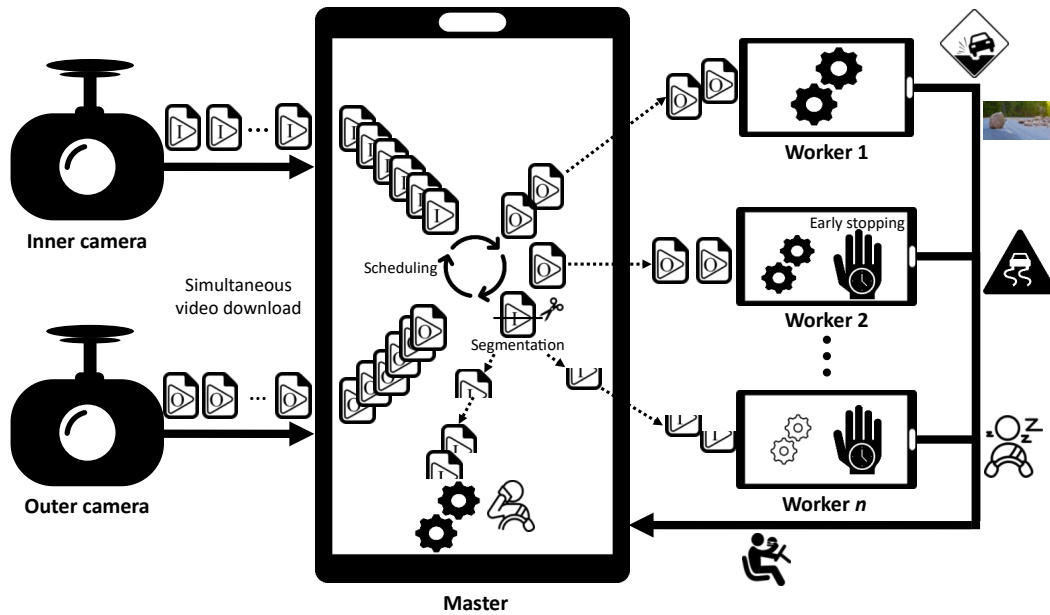 I I ... I
Inner camera
Simultaneous
video download
O O ... O
Outer camera
I I I I I I
Scheduling
O O O O O O
O
O
O
I
Segmentation
I
I
I
I
Master
O O
Worker 1
O O
Early stopping
Worker 2
I I
Worker n
z Z
z